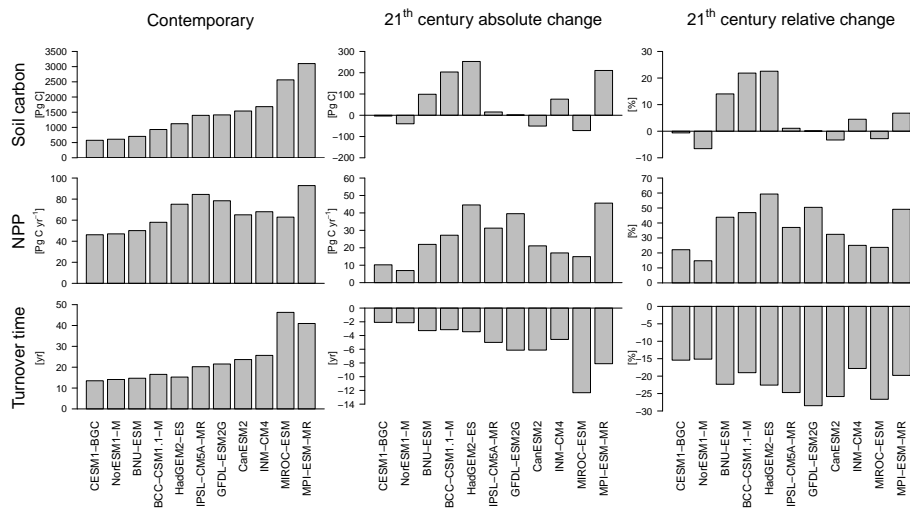 Contemporary
21th century absolute change
21th century relative change
Soil carbon
[Pg C]
3500
3000
2500
2000
1500
1000
500
0
[Pg C]
300
200
100
0
−100
−200
[%]
30
20
10
0
−10
NPP
[Pg C yr−1]
100
80
60
40
20
0
[Pg C yr−1]
60
50
40
30
20
10
0
[%]
70
60
50
40
30
20
10
0
Turnover time
[yr]
50
40
30
20
10
0
[yr]
0
−2
−4
−6
−8
−10
−12
−14
[%]
0
−5
−10
−15
−20
−25
−30
CESM1−BGC
NorESM1−M
BNU−ESM
BCC−CSM1.1−M
HadGEM2−ES
IPSL−CM5A−MR
GFDL−ESM2G
CanESM2
INM−CM4
MIROC−ESM
MPI−ESM−MR
CESM1−BGC
NorESM1−M
BNU−ESM
BCC−CSM1.1−M
HadGEM2−ES
IPSL−CM5A−MR
GFDL−ESM2G
CanESM2
INM−CM4
MIROC−ESM
MPI−ESM−MR
CESM1−BGC
NorESM1−M
BNU−ESM
BCC−CSM1.1−M
HadGEM2−ES
IPSL−CM5A−MR
GFDL−ESM2G
CanESM2
INM−CM4
MIROC−ESM
MPI−ESM−MR